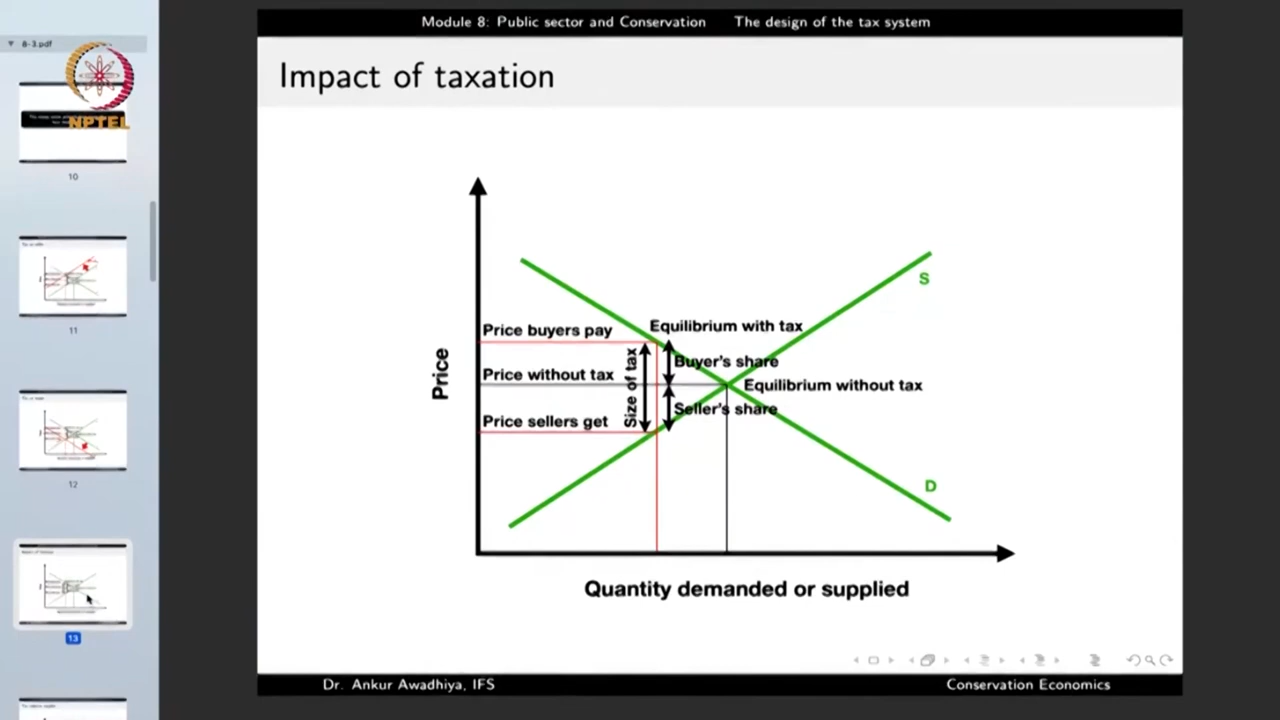 Module 8: Public sector and Conservation The design of the tax system
8-3.pdf
NPTEL
Impact of taxation
10
11
12
13
Price
S
Price buyers pay
Equilibrium with tax
Size of tax
Buyer's share
Price without tax
Equilibrium without tax
Seller's share
Price sellers get
D
Quantity demanded or supplied
Dr. Ankur Awadhiya, IFS
Conservation Economics